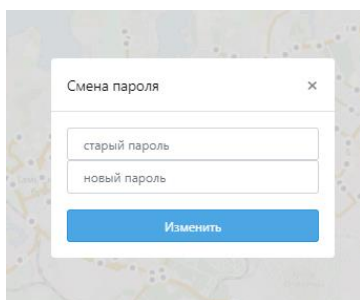 Смена пароля
×
старый пароль
новый пароль
Изменить